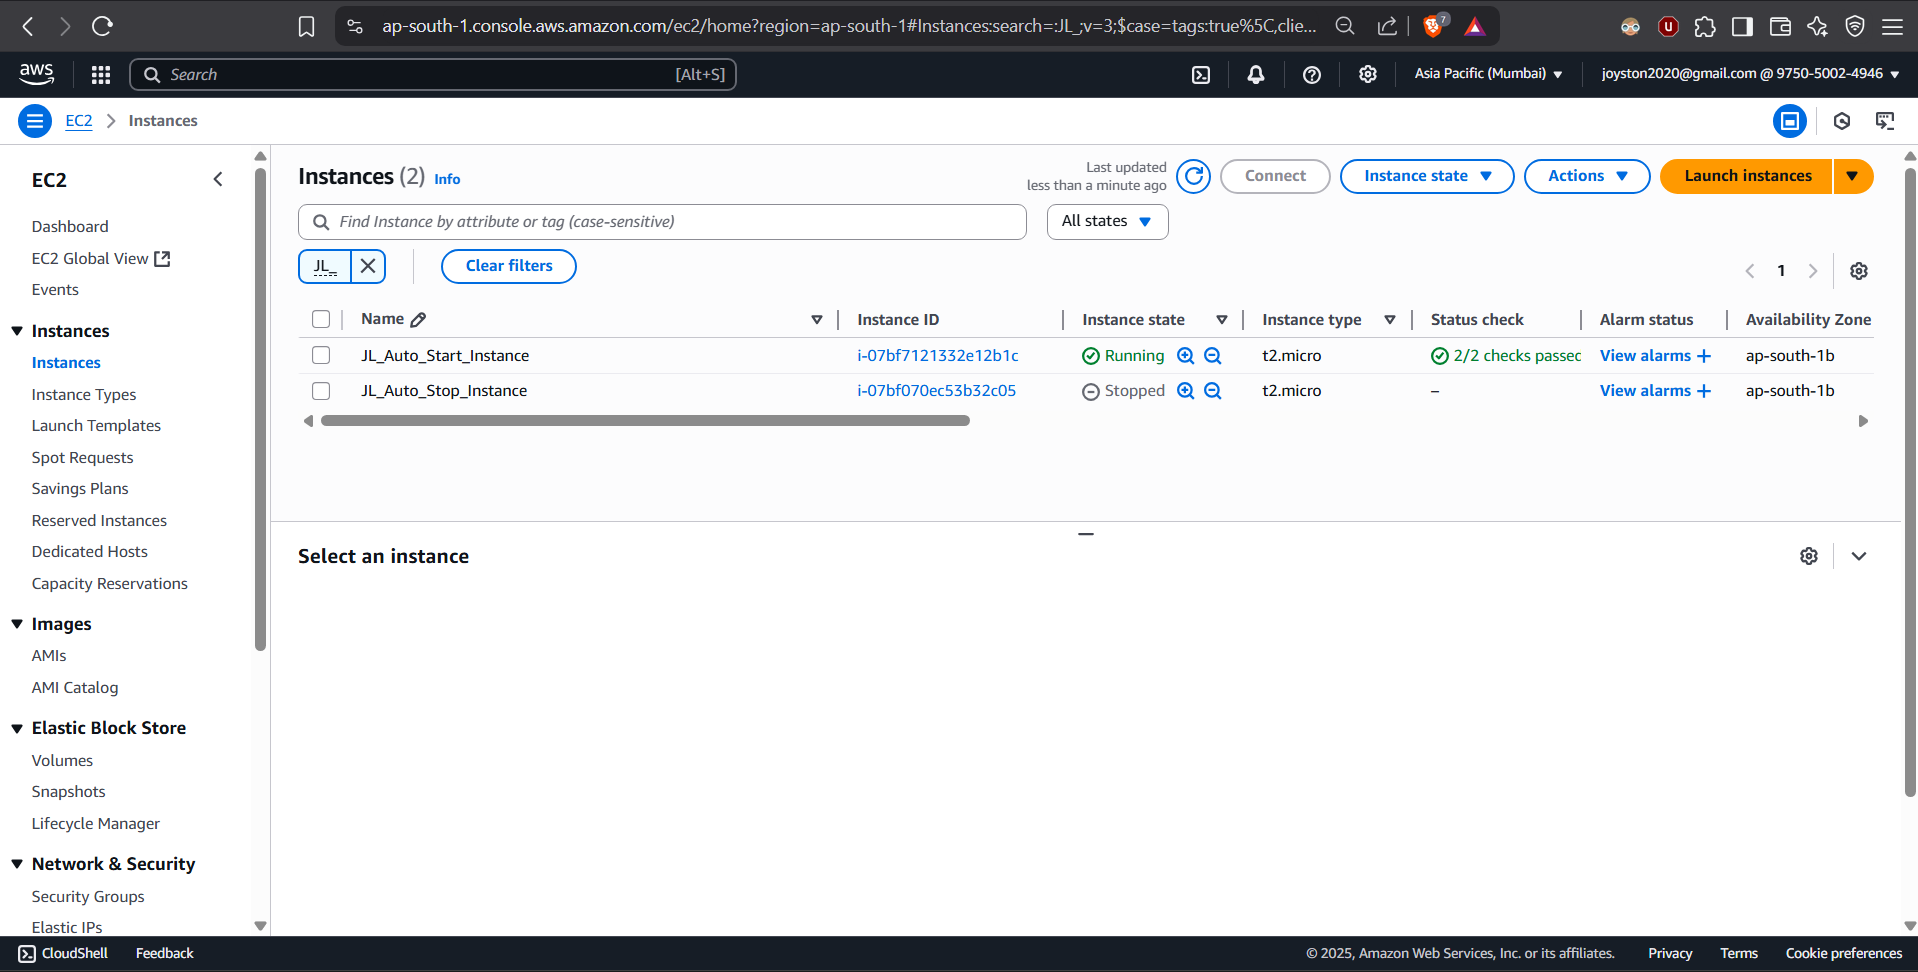 ap-south-1.console.aws.amazon.com/ec2/home?region=ap-south-1#Instances:search=:JL_;v=3;$case=tags:true%5C,clie...
7
U
aws
Search [Alt+S]
Asia Pacific (Mumbai)
joyston2020@gmail.com @ 9750-5002-4946
EC2 Instances
EC2
Dashboard
EC2 Global View
Events
Instances
Instances
Instance Types
Launch Templates
Spot Requests
Savings Plans
Reserved Instances
Dedicated Hosts
Capacity Reservations
Images
AMIs
AMI Catalog
Elastic Block Store
Volumes
Snapshots
Lifecycle Manager
Network & Security
Security Groups
Elastic IPs
Instances (2) Info
Last updated
less than a minute ago
Connect
Instance state
Actions
Launch instances
Find Instance by attribute or tag (case-sensitive)
All states
JL_
Clear filters
1
Name Instance ID Instance state Instance type Status check Alarm status Availability Zone
JL_Auto_Start_Instance i-07bf7121332e12b1c Running t2.micro 2/2 checks passed View alarms + ap-south-1b
JL_Auto_Stop_Instance i-07bf070ec53b32c05 Stopped t2.micro – View alarms + ap-south-1b
Select an instance
CloudShell Feedback
© 2025, Amazon Web Services, Inc. or its affiliates. Privacy Terms Cookie preferences